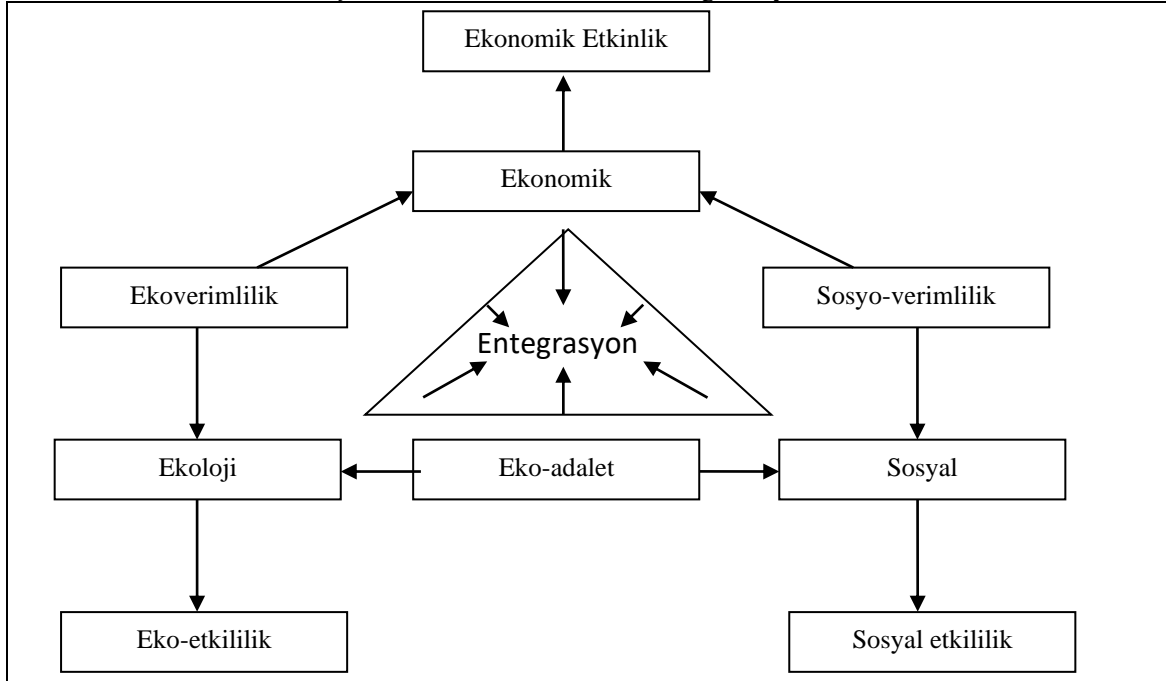 Ekonomik Etkinlik
Ekonomik
Ekoverimlilik
Sosyo-verimlilik
Entegrasyon
Ekoloji
Eko-adalet
Sosyal
Eko-etkililik
Sosyal etkililik